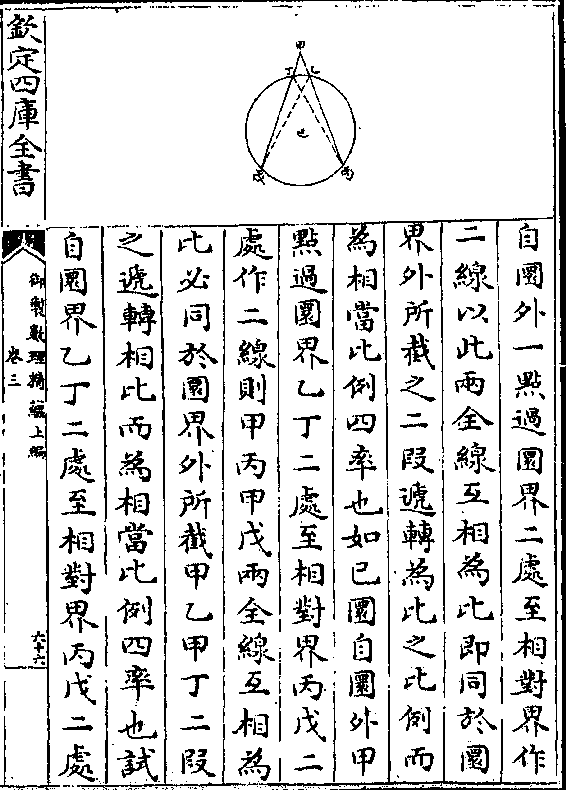 自圜外一點過圜界二處至相對界作
二線以此兩全線互相為比即同於圜
界外所截之二段遞轉為比之比例而
為相當比例四率也如己圜自圜外甲
點過圜界乙丁二處至相對界丙戊二
處作二線則甲丙甲戊兩全線互相為
比必同於圜界外所截甲乙甲丁二段
之遞轉相比而為相當比例四率也試
自圜界乙丁二處至相對界丙戊二處
欽定四庫全書
御製數理精蘊上編
卷三
六十六
甲
丁
乙
己
戊
丙